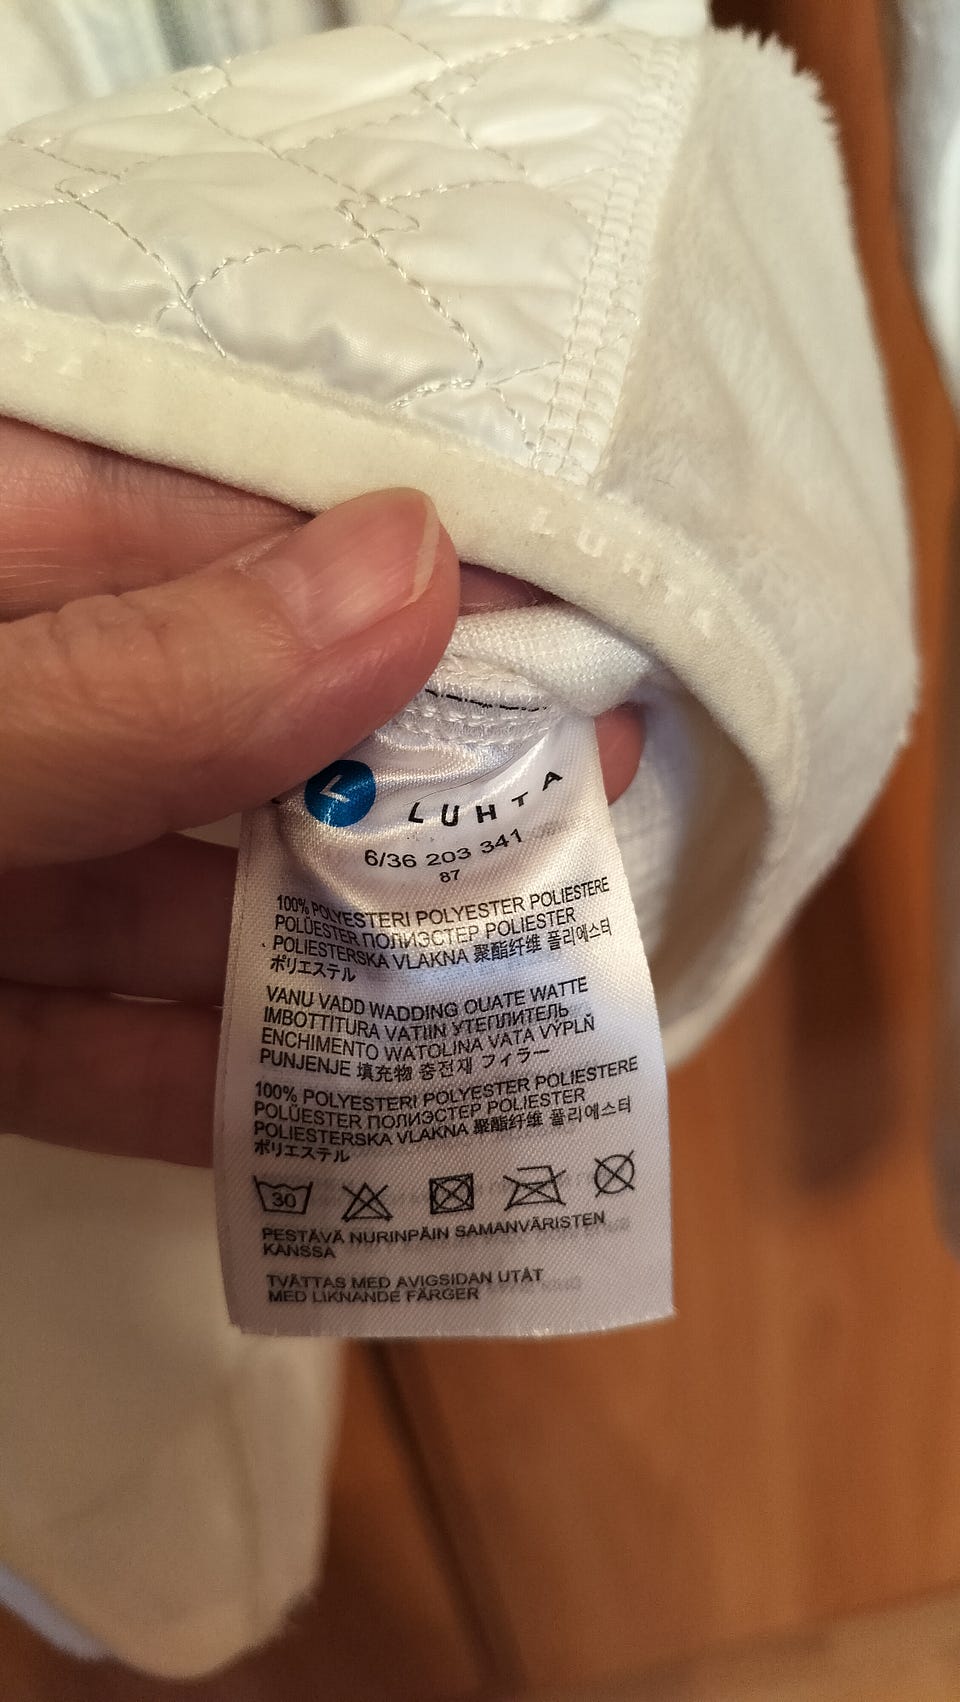 LUHTA
L LUHTA
6/36 203 341
87
100% POLYESTERI POLYESTER POLIESTERE
POLÜESTER ПОЛИЭСТЕР POLIESTER
POLIESTERSKA VLAKNA 聚酯纤维 폴리에스터
ポリエステル
VANU VADD WADDING OUATE WATTE
IMBOTTITURA VATIIN УТЕПЛИТЕЛЬ
ENCHIMENTO WATOLINA VATA VÝPLŇ
PUNJENJE 填充物 충전재 フィラー
100% POLYESTERI POLYESTER POLIESTERE
POLÜESTER ПОЛИЭСТЕР POLIESTER
POLIESTERSKA VLAKNA 聚酯纤维 폴리에스터
ポリエステル
30
PESTÄVÄ NURINPÄIN SAMANVÄRISTEN
KANSSA
TVÄTTAS MED AVIGSIDAN UTÅT
MED LIKNANDE FÄRGER